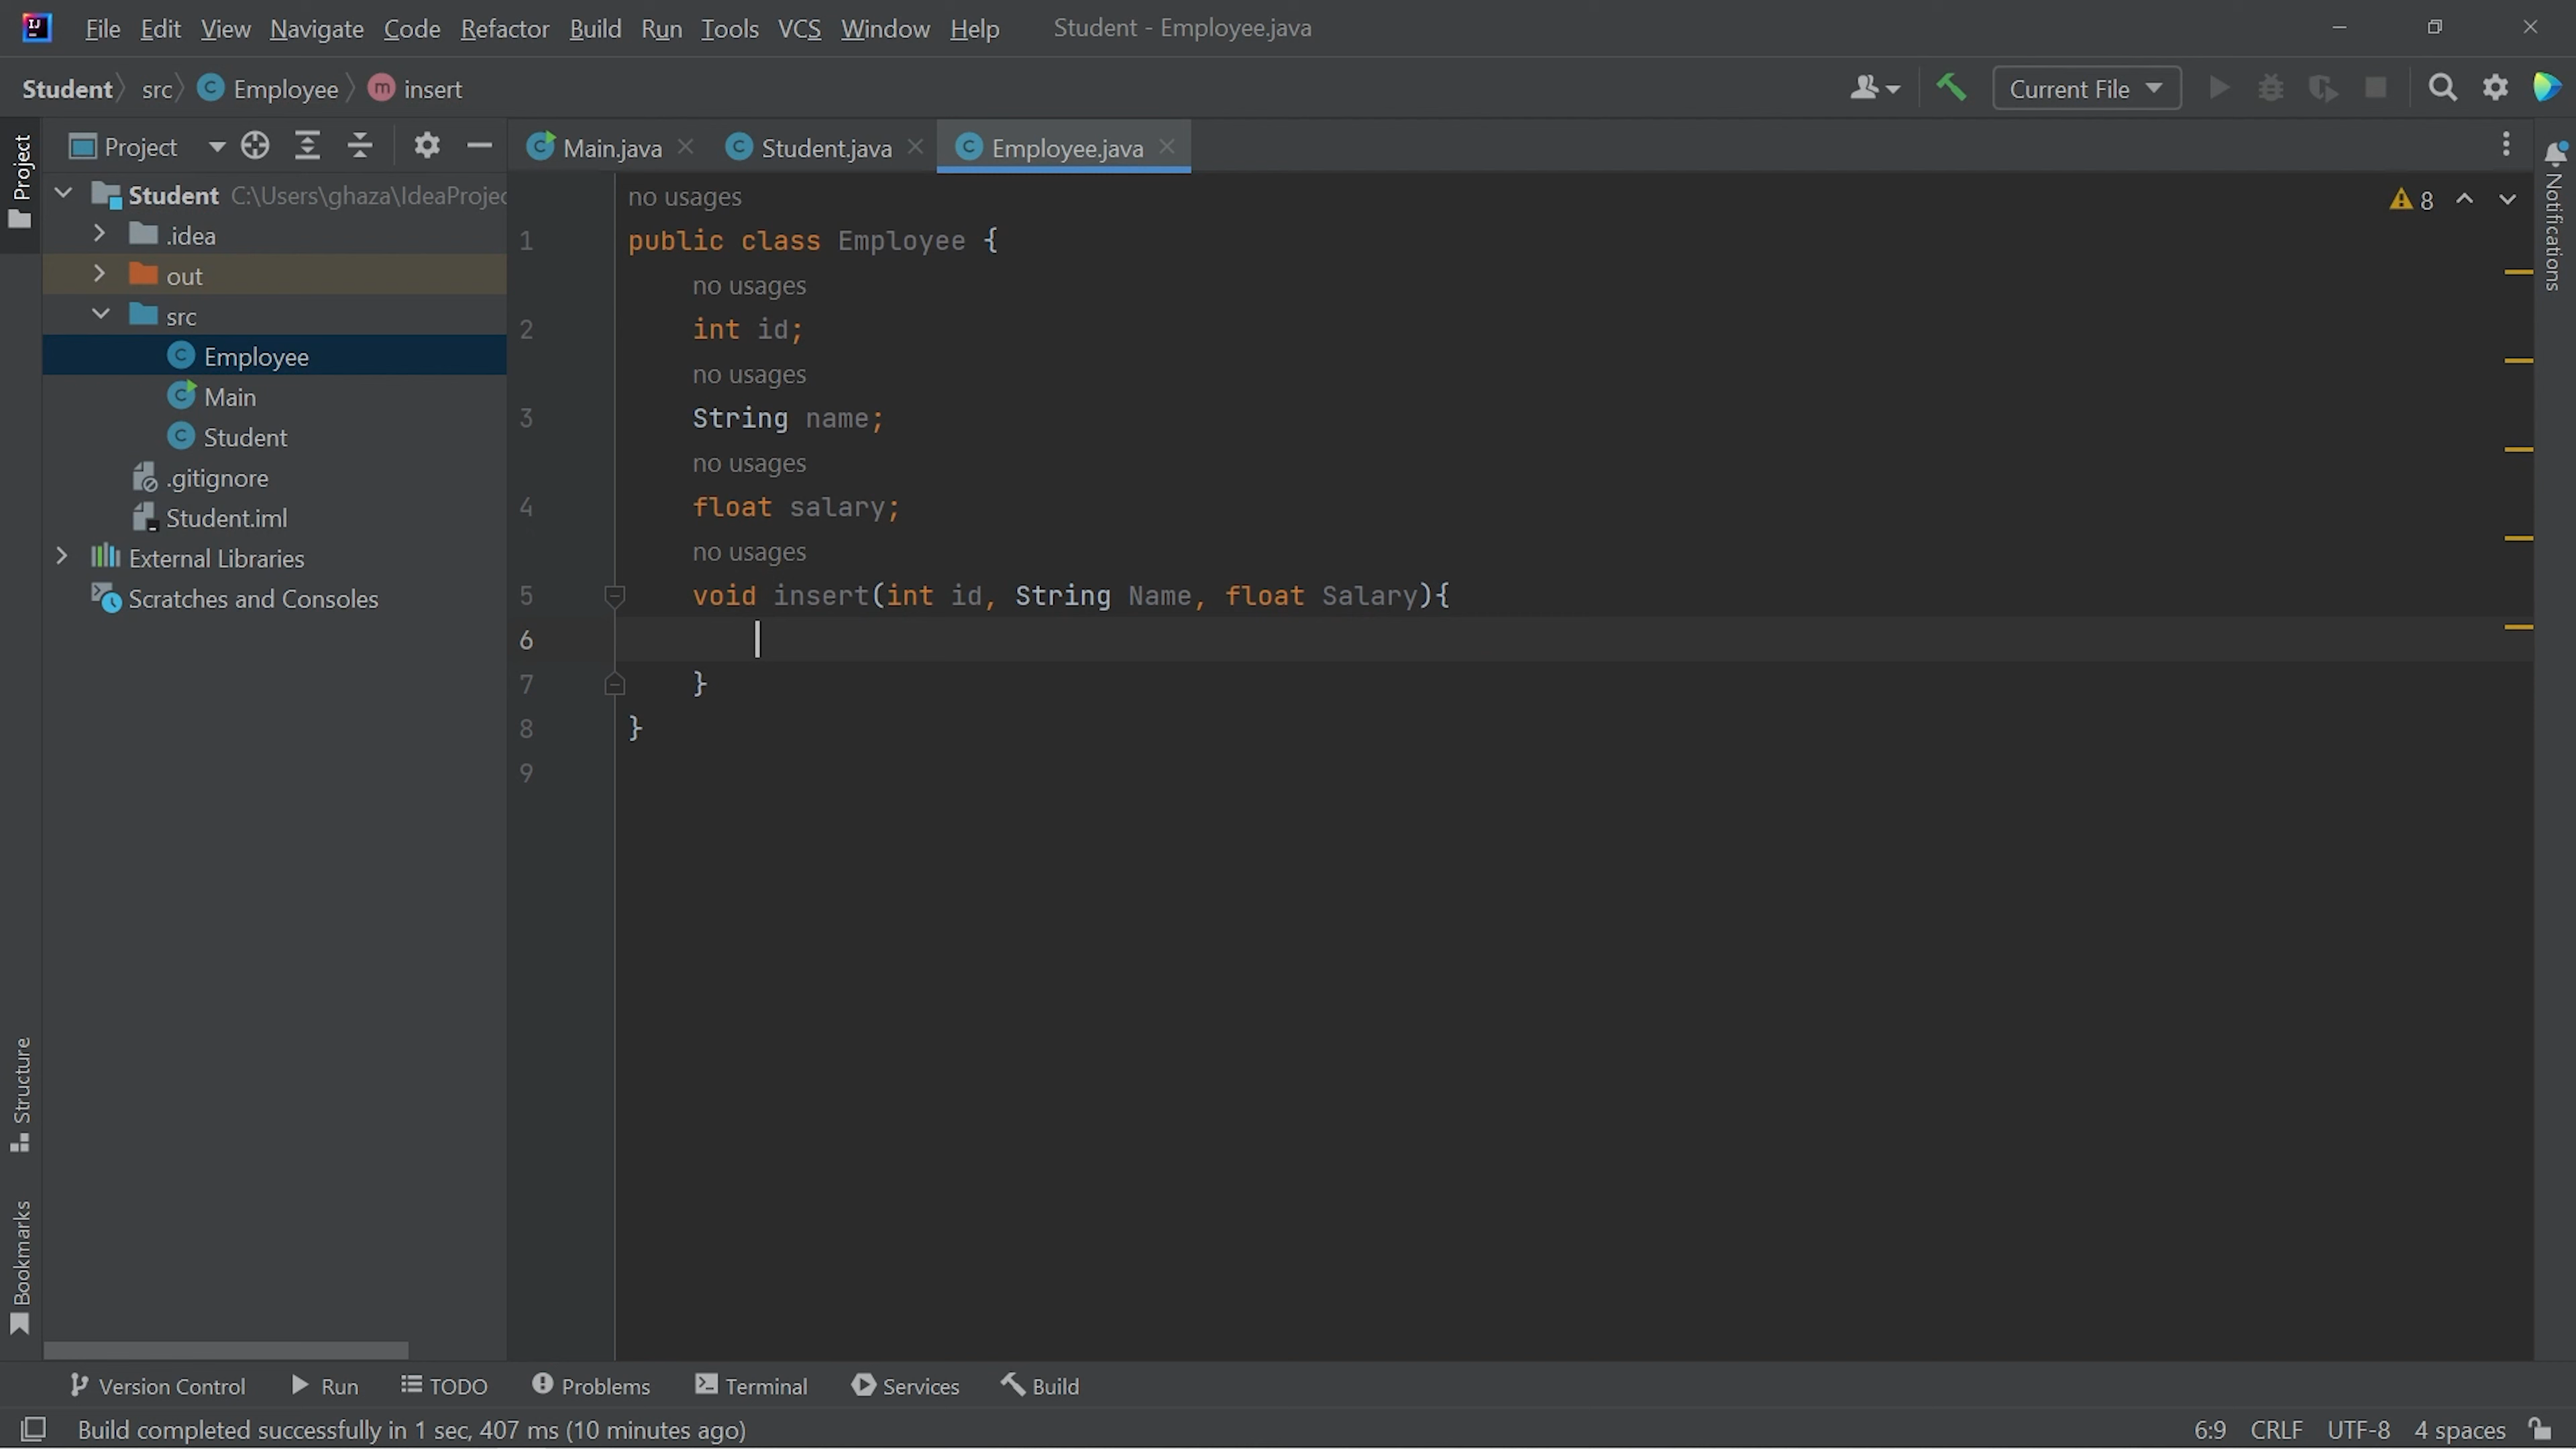 File Edit View Navigate Code Refactor Build Run Tools VCS Window Help Student - Employee.java
Student src Employee insert
Current File
Project
Project
Main.java Student.java Employee.java
Notifications
Student C:\Users\ghaza\IdeaProjec
.idea
out
src
Employee
Main
Student
.gitignore
Student.iml
External Libraries
Scratches and Consoles
8
no usages
1 public class Employee {
no usages
2 int id;
no usages
3 String name;
no usages
4 float salary;
no usages
5 void insert(int id, String Name, float Salary){
6
7 }
8 }
9
Structure
Bookmarks
Version Control Run TODO Problems Terminal Services Build
Build completed successfully in 1 sec, 407 ms (10 minutes ago) 6:9 CRLF UTF-8 4 spaces